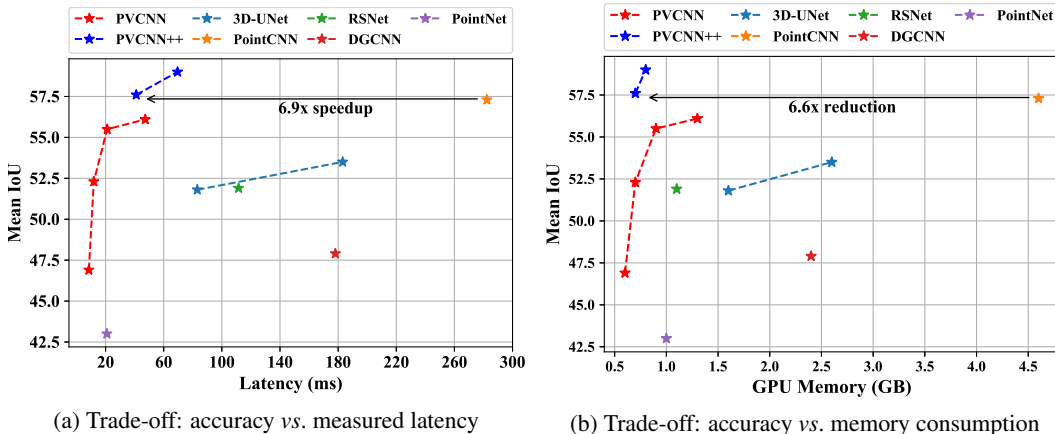 PVCNN 3D-UNet RSNet PointNet
PVCNN++ PointCNN DGCNN
57.5
55.0
52.5
50.0
47.5
45.0
42.5
Mean IoU
6.9x speedup
20 60 100 140 180 220 260 300
Latency (ms)
(a) Trade-off: accuracy vs. measured latency
PVCNN 3D-UNet RSNet PointNet
PVCNN++ PointCNN DGCNN
57.5
55.0
52.5
50.0
47.5
45.0
42.5
Mean IoU
6.6x reduction
0.5 1.0 1.5 2.0 2.5 3.0 3.5 4.0 4.5
GPU Memory (GB)
(b) Trade-off: accuracy vs. memory consumption